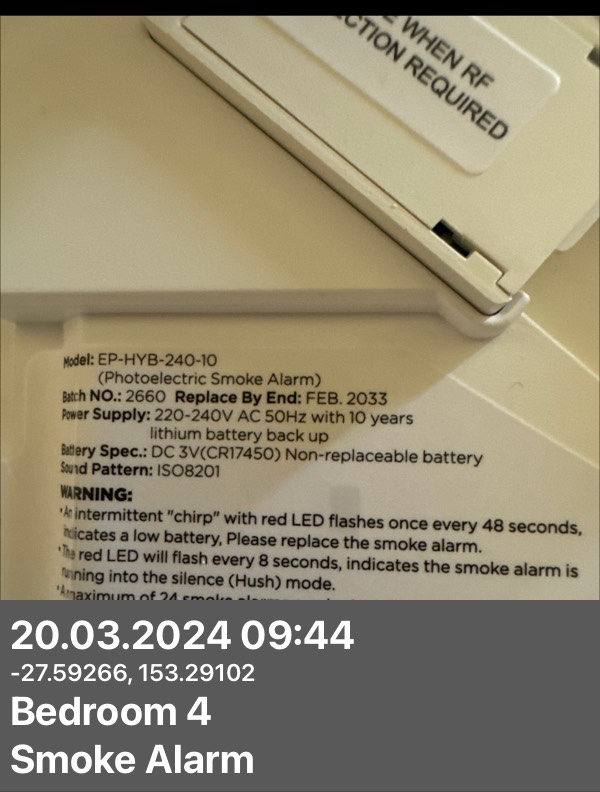 E WHEN RF
ECTION REQUIRED
Model: EP-HYB-240-10
(Photoelectric Smoke Alarm)
Batch NO.: 2660 Replace By End: FEB. 2033
Power Supply: 220-240V AC 50Hz with 10 years
lithium battery back up
Battery Spec.: DC 3V(CR17450) Non-replaceable battery
Sound Pattern: ISO8201
WARNING:
*An intermittent "chirp" with red LED flashes once every 48 seconds,
indicates a low battery, Please replace the smoke alarm.
*The red LED will flash every 8 seconds, indicates the smoke alarm is
running into the silence (Hush) mode.
*A maximum of 24 smoke
20.03.2024 09:44
-27.59266, 153.29102
Bedroom 4
Smoke Alarm